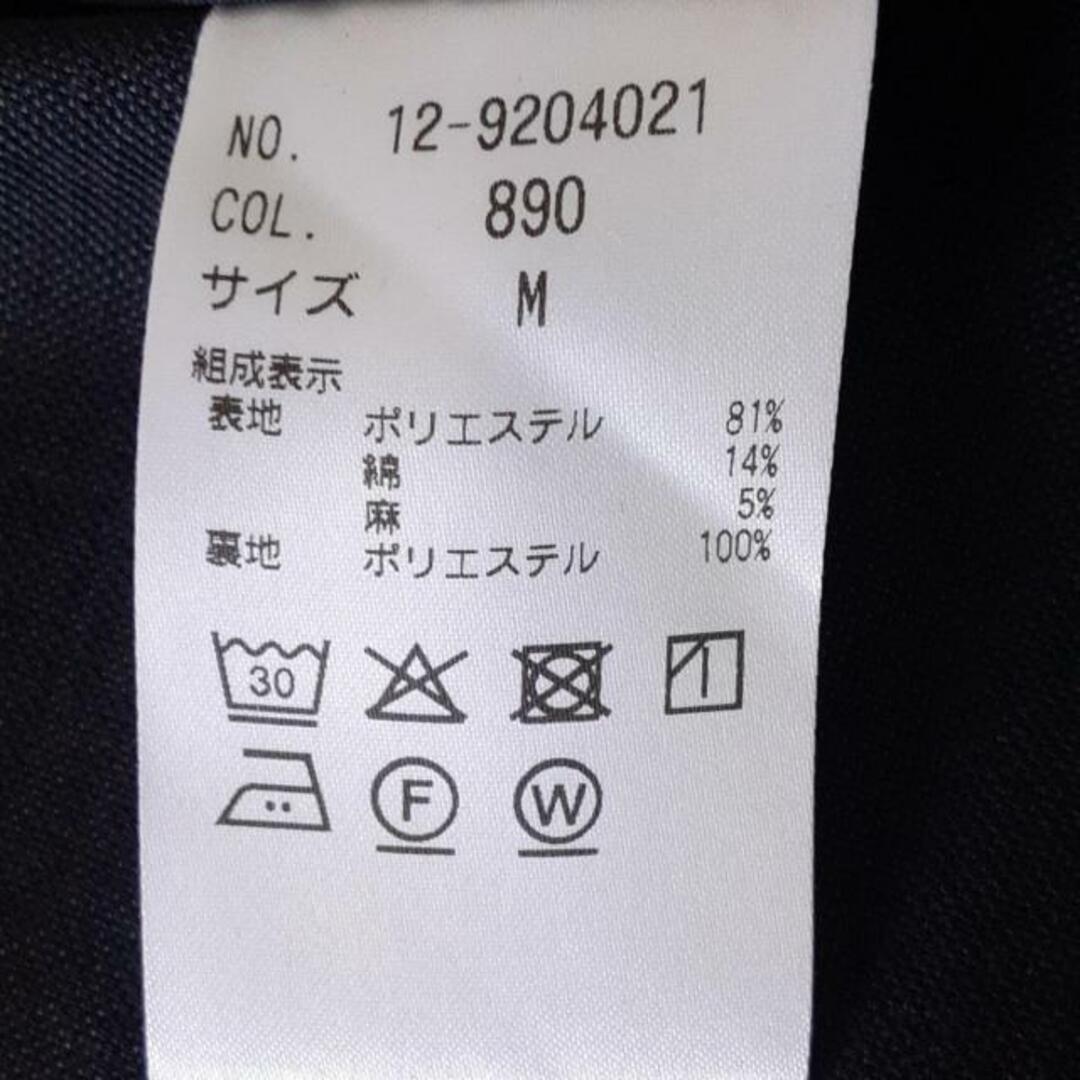 NO. 12-9204021
COL. 890
サイズ M
組成表示
表地 ポリエステル 81%
綿 14%
麻 5%
裏地 ポリエステル 100%
30
F W